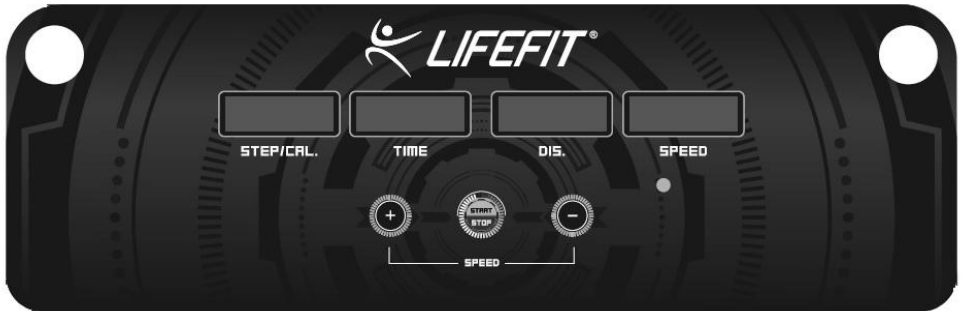 LIFEFIT®
STEP/CAL. TIME DIS. SPEED
+ START STOP -
SPEED